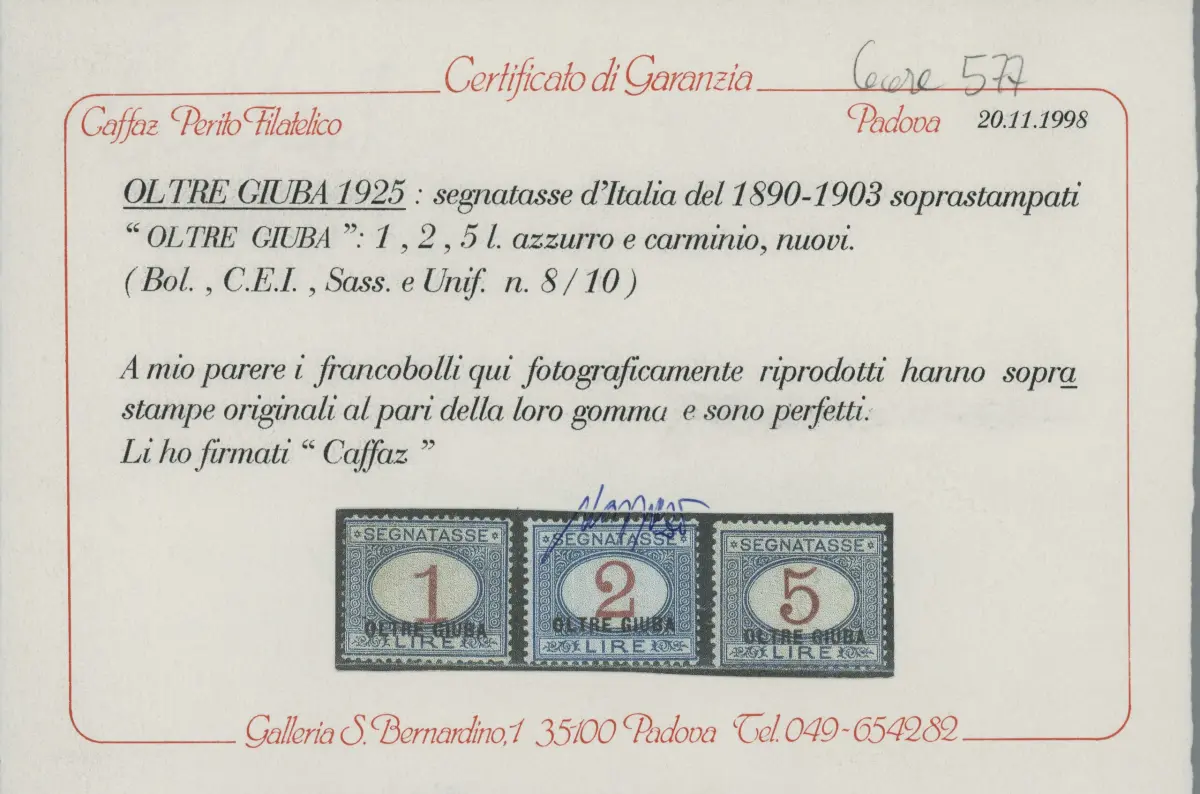 Certificato di Garanzia
577
Caffaz Perito Filatelico
Padova 20.11.1998
OLTRE GIUBA 1925 : segnatasse d'Italia del 1890-1903 soprastampati
“ OLTRE GIUBA ”: 1 , 2 , 5 l. azzurro e carminio, nuovi.
( Bol. , C.E.I. , Sass. e Unif. n. 8 / 10 )
A mio parere i francobolli qui fotograficamente riprodotti hanno sopra
stampe originali al pari della loro gomma e sono perfetti.
Li ho firmati “ Caffaz ”
SEGNATASSE
1
OLTRE GIUBA
LIRE
SEGNATASSE
2
OLTRE GIUBA
LIRE
SEGNATASSE
5
OLTRE GIUBA
LIRE
Galleria S. Bernardino,1 35100 Padova Tel. 049-654282